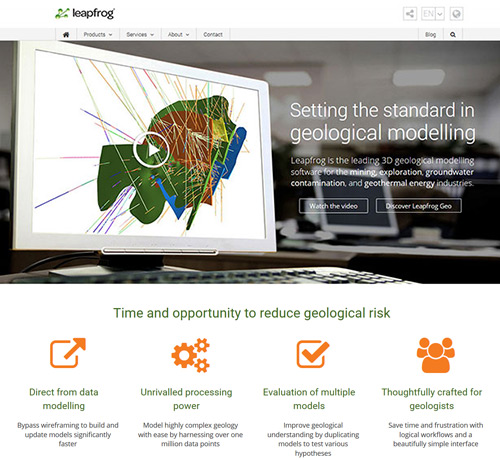 leapfrog
EN
Products
Services
About
Contact
Blog
Setting the standard in
geological modelling
Leapfrog is the leading 3D geological modelling
software for the mining, exploration, groundwater
contamination, and geothermal energy industries.
Watch the video
Discover Leapfrog Geo
Time and opportunity to reduce geological risk
Direct from data
modelling
Bypass wireframing to build
and update models significantly
faster
Unrivalled processing
power
Model highly complex geology
with ease by harnessing over one
million data points
Evaluation of multiple
models
Improve geological
understanding by duplicating
models to test various
hypotheses
Thoughtfully crafted for
geologists
Save time and frustration with
logical workflows and a
beautifully simple interface